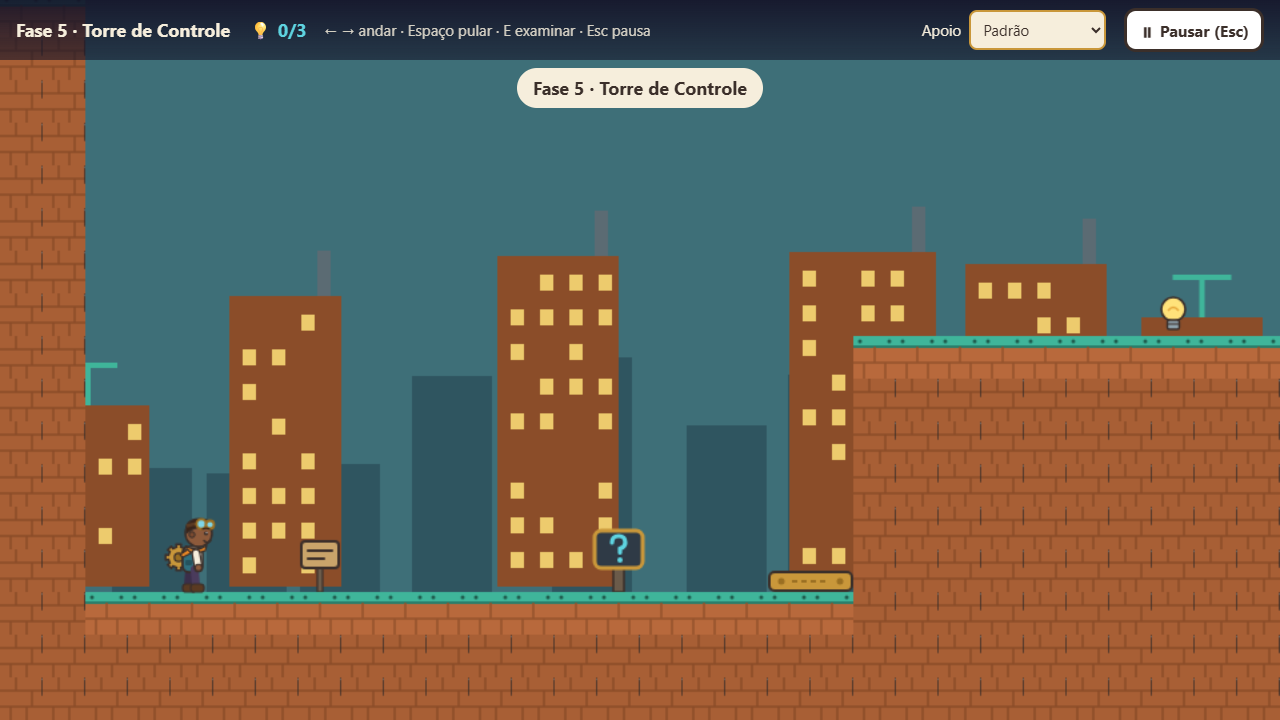 Fase 5 · Torre de Controle
💡 0/3
← → andar · Espaço pular · E examinar · Esc pausa
Apoio
Padrão
⏸ Pausar (Esc)
Fase 5 · Torre de Controle
?